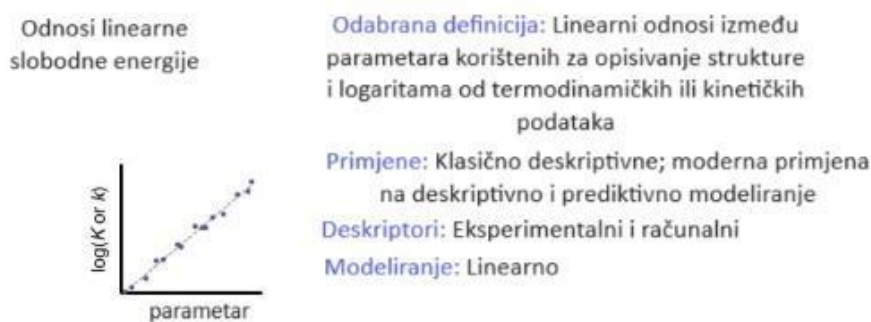 Odnosi linearne
slobodne energije
Odabrana definicija: Linearni odnosi između
parametara korištenih za opisivanje strukture
i logaritama od termodinamičkih ili kinetičkih
podataka
Primjene: Klasično deskriptivne; moderna primjena
na deskriptivno i prediktivno modeliranje
Deskriptori: Eksperimentalni i računalni
Modeliranje: Linearno
log(K or k)
parametar